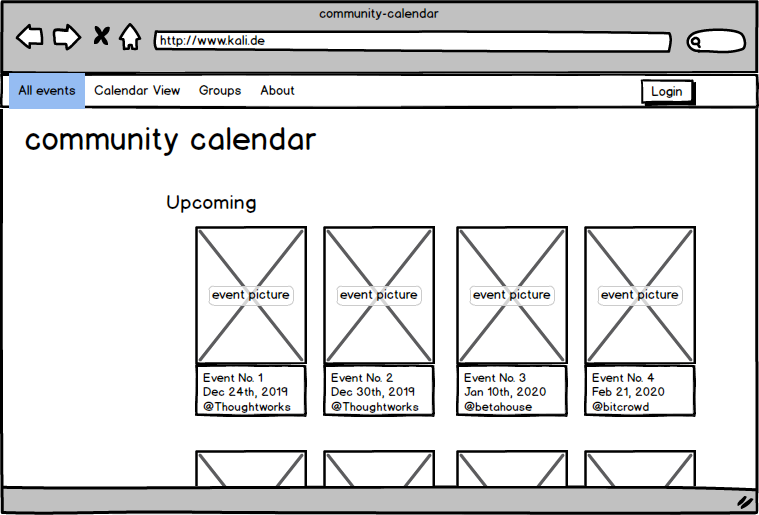 community-calendar
http://www.kali.de
All events Calendar View Groups About Login
community calendar
Upcoming
event picture event picture event picture event picture
Event No. 1
Dec 24th, 2019
@Thoughtworks
Event No. 2
Dec 30th, 2019
@Thoughtworks
Event No. 3
Jan 10th, 2020
@betahouse
Event No. 4
Feb 21, 2020
@bitcrowd